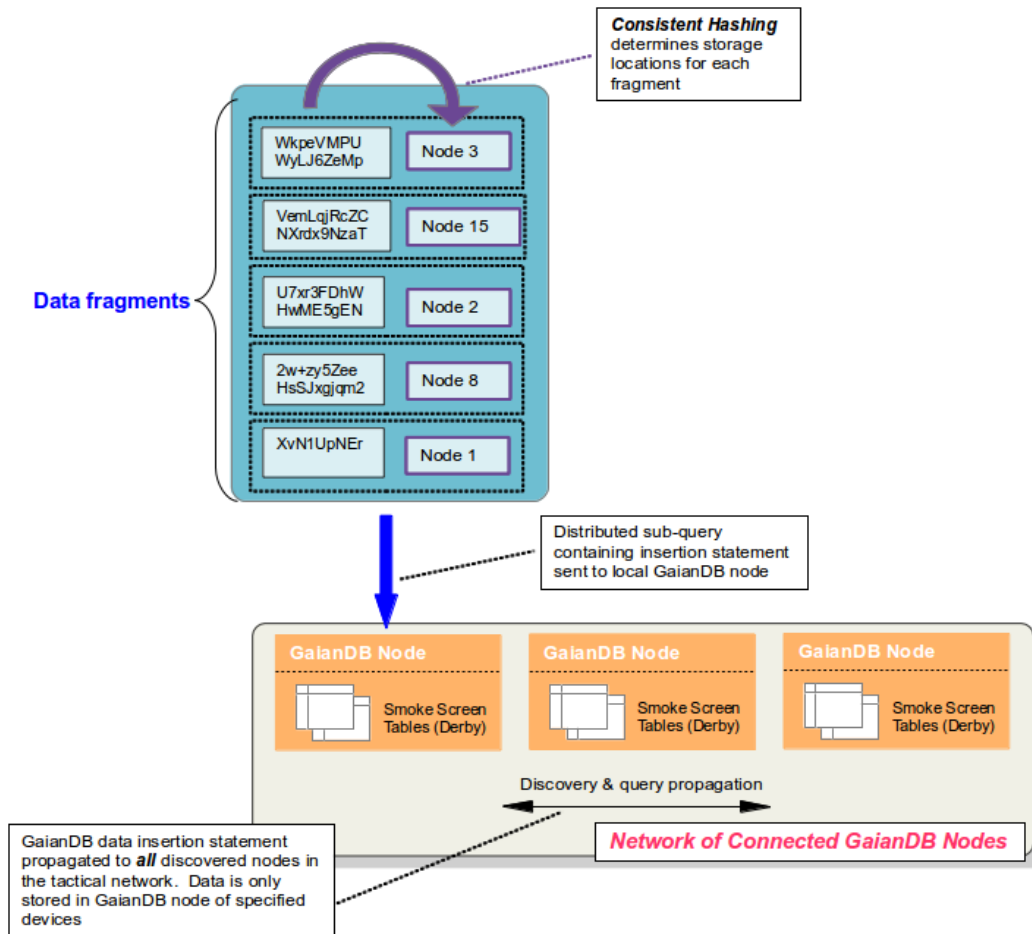 Consistent Hashing
determines storage
locations for each
fragment
WkpeVMPU
WyLJ6ZeMp
Node 3
VemLqjRcZC
NXrdx9NzaT
Node 15
Data fragments
U7xr3FDhW
HwME5gEN
Node 2
2w+zy5Zee
HsSJxgjqm2
Node 8
XvN1UpNEr
Node 1
Distributed sub-query
containing insertion statement
sent to local GaianDB node
GaianDB Node
Smoke Screen
Tables (Derby)
GaianDB Node
Smoke Screen
Tables (Derby)
GaianDB Node
Smoke Screen
Tables (Derby)
Discovery & query propagation
Network of Connected GaianDB Nodes
GaianDB data insertion statement
propagated to all discovered nodes in
the tactical network. Data is only
stored in GaianDB node of specified
devices